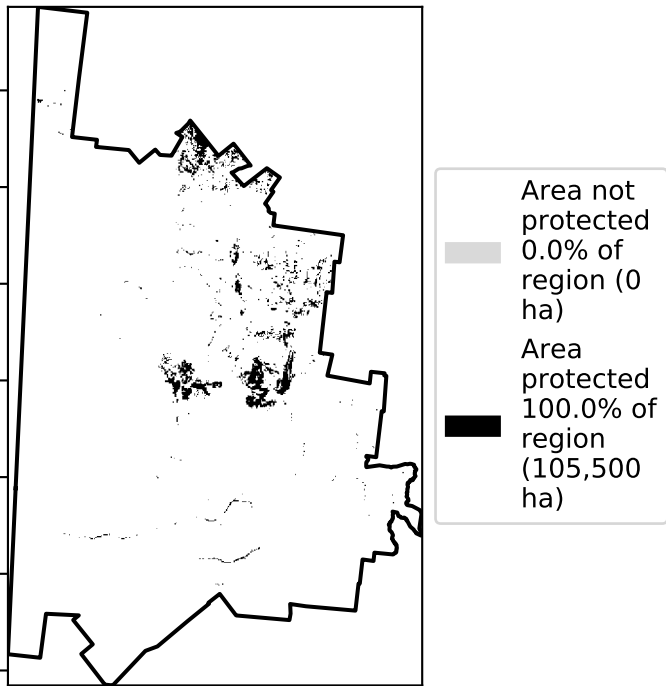 Area not
protected
0.0% of
region (0
ha)
Area
protected
100.0% of
region
(105,500
ha)